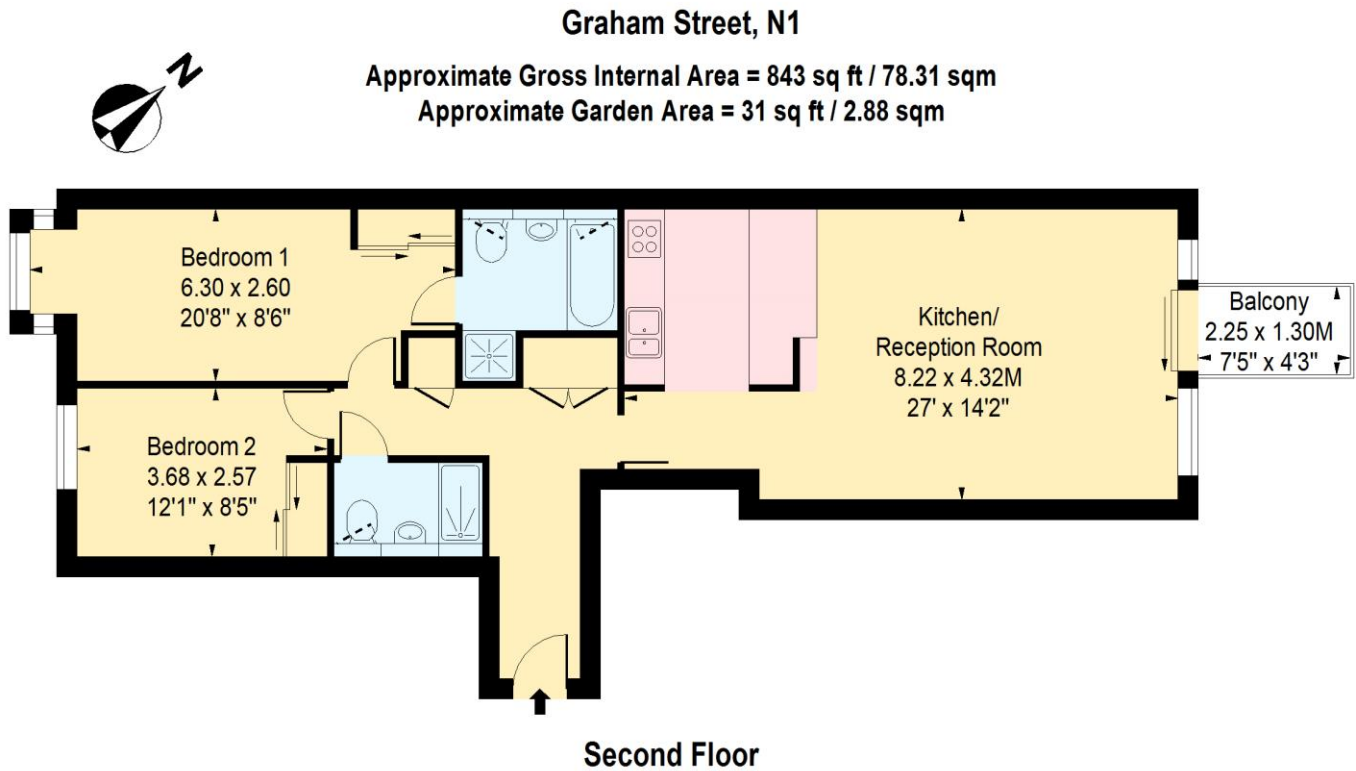 Graham Street, N1
Approximate Gross Internal Area = 843 sq ft / 78.31 sqm
Approximate Garden Area = 31 sq ft / 2.88 sqm
N
Bedroom 1
6.30 x 2.60
20'8" x 8'6"
Bedroom 2
3.68 x 2.57
12'1" x 8'5"
Kitchen/
Reception Room
8.22 x 4.32M
27' x 14'2"
Balcony
2.25 x 1.30M
7'5" x 4'3"
Second Floor